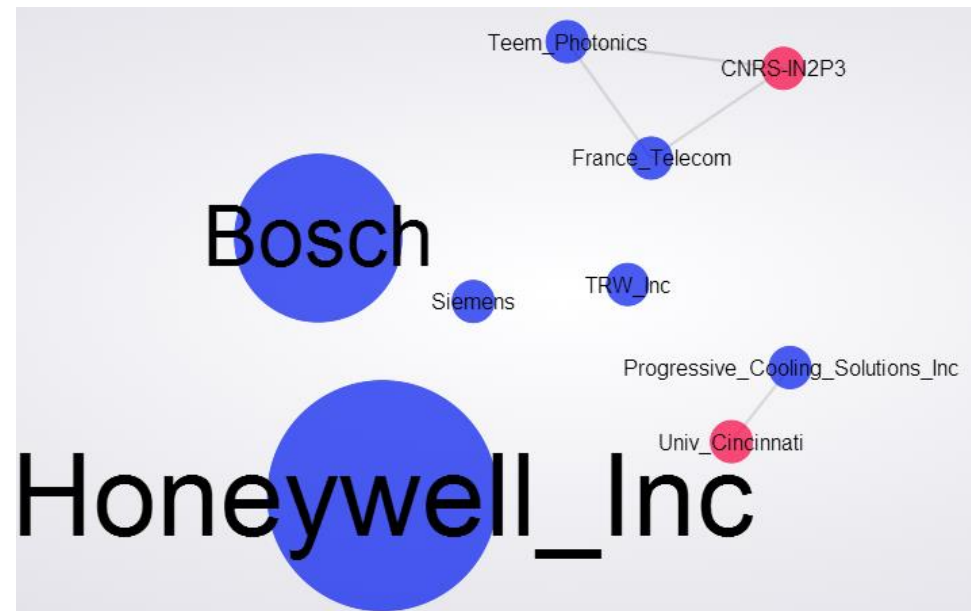 Teem_Photonics
CNRS-IN2P3
France_Telecom
Bosch
TRW_Inc
Siemens
Progressive_Cooling_Solutions_Inc
Univ_Cincinnati
Honeywell_Inc